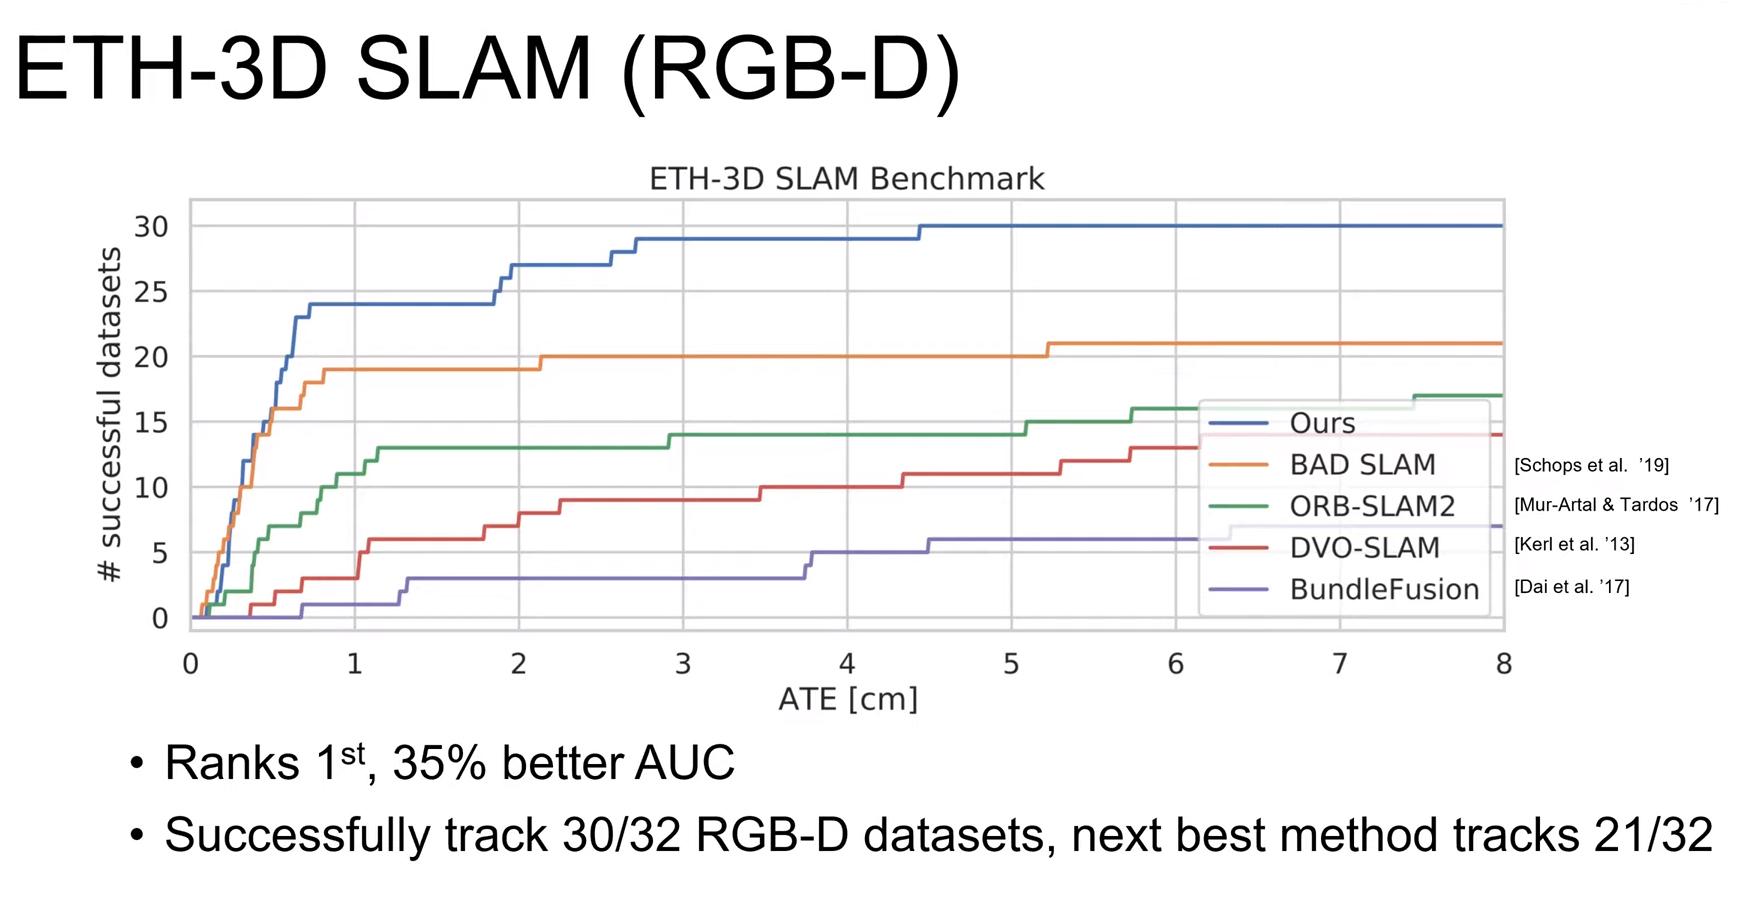 ETH-3D SLAM (RGB-D)
ETH-3D SLAM Benchmark
# successful datasets
30
25
20
15
10
5
0
0 1 2 3 4 5 6 7 8
ATE [cm]
Ours
BAD SLAM
ORB-SLAM2
DVO-SLAM
BundleFusion
[Schops et al. ’19]
[Mur-Artal & Tardos ’17]
[Kerl et al. ’13]
[Dai et al. ’17]
• Ranks 1st, 35% better AUC
• Successfully track 30/32 RGB-D datasets, next best method tracks 21/32